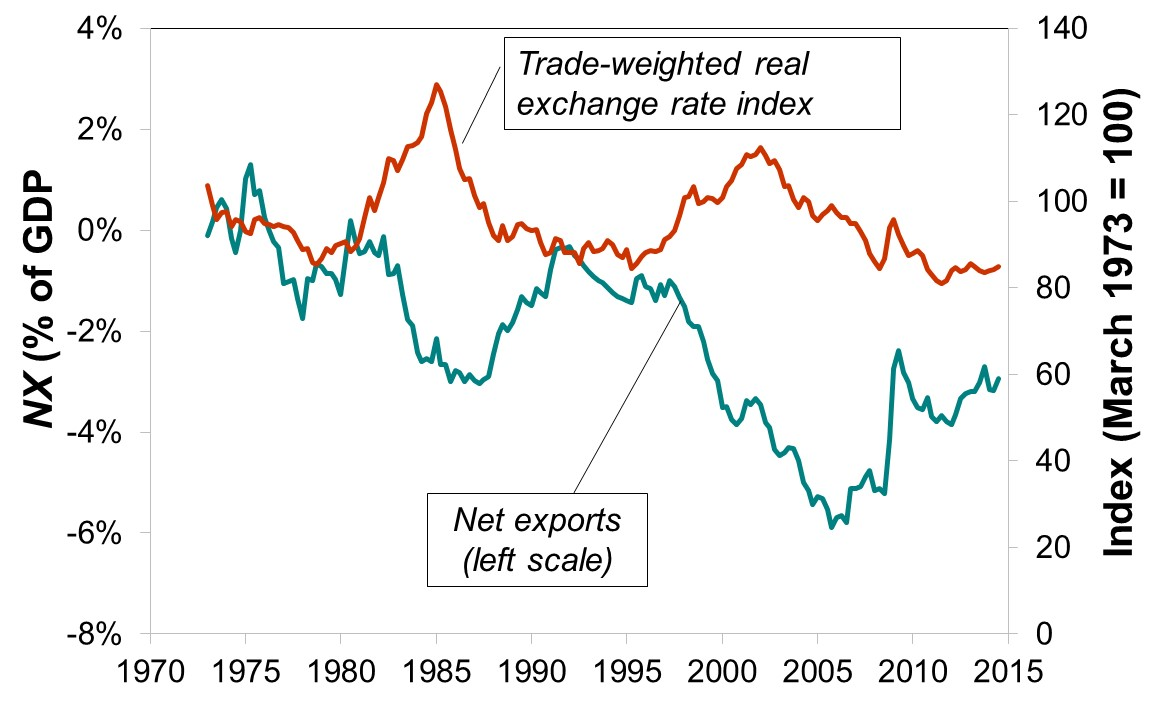 4%
2%
0%
-2%
-4%
-6%
-8%
NX (% of GDP
140
120
100
80
60
40
20
0
Index (March 1973 = 100)
Trade-weighted real
exchange rate index
Net exports
(left scale)
1970 1975 1980 1985 1990 1995 2000 2005 2010 2015